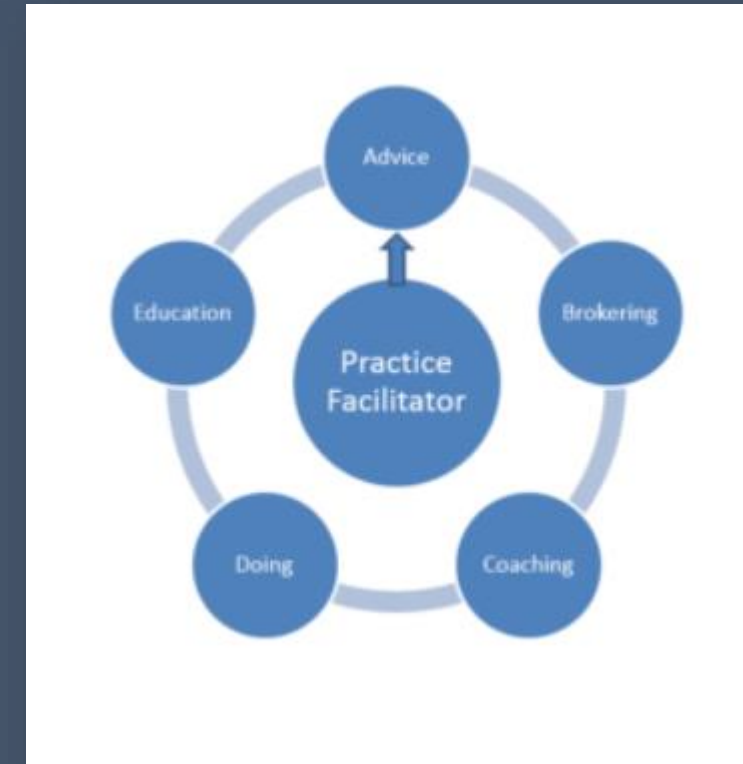 Advice
Brokering
Coaching
Doing
Education
Practice
Facilitator